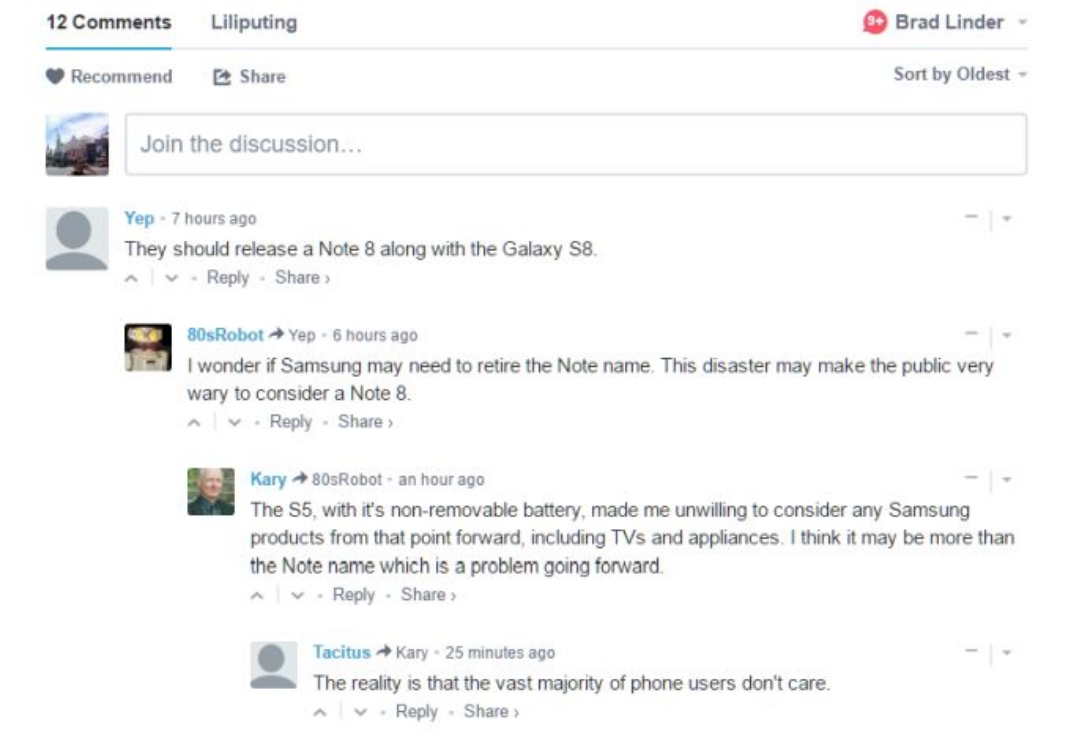 12 Comments Liliputing 9+ Brad Linder
Recommend Share Sort by Oldest
Join the discussion...
Yep • 7 hours ago
They should release a Note 8 along with the Galaxy S8.
Reply • Share ›
80sRobot → Yep • 6 hours ago
I wonder if Samsung may need to retire the Note name. This disaster may make the public very
wary to consider a Note 8.
Reply • Share ›
Kary → 80sRobot • an hour ago
The S5, with it's non-removable battery, made me unwilling to consider any Samsung
products from that point forward, including TVs and appliances. I think it may be more than
the Note name which is a problem going forward.
Reply • Share ›
Tacitus → Kary • 25 minutes ago
The reality is that the vast majority of phone users don't care.
Reply • Share ›